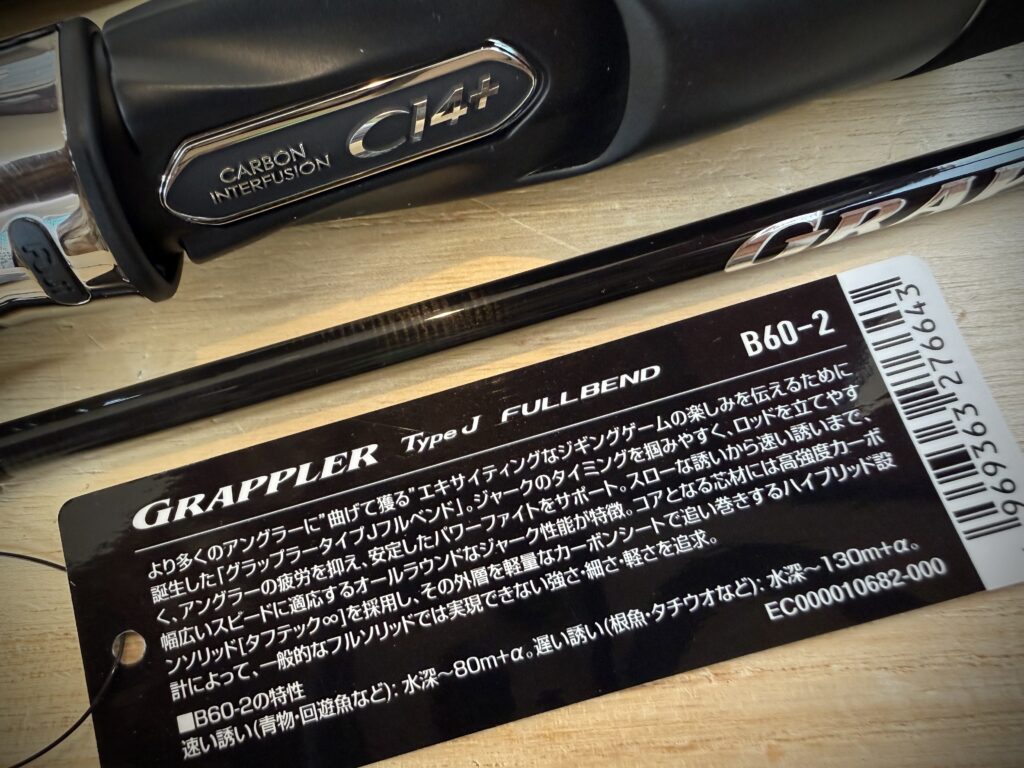 CARBON
INTERFUSION
CI4+
GRAP
GRAPPLER Type J FULLBEND B60-2
より多くのアングラーに"曲げて獲る"エキサイティングなジギングゲームの楽しみを伝えるために
誕生した「グラップラータイプJフルベンド」。ジャークのタイミングを掴みやすく、ロッドを立てやす
く、アングラーの疲労を抑え、安定したパワーファイトをサポート。スローな誘いから速い誘いまで、
幅広いスピードに適応するオールラウンドなジャーク性能が特徴。コアとなる芯材には高強度カーボ
ンソリッド[タフテック∞]を採用し、その外層を軽量なカーボンシートで追い巻きするハイブリッド設
計によって、一般的なフルソリッドでは実現できない強さ・細さ・軽さを追求。
■B60-2の特性
速い誘い(青物・回遊魚など):水深〜80m+α。遅い誘い(根魚・タチウオなど):水深〜130m+α。
EC000010682-000
969363 276643